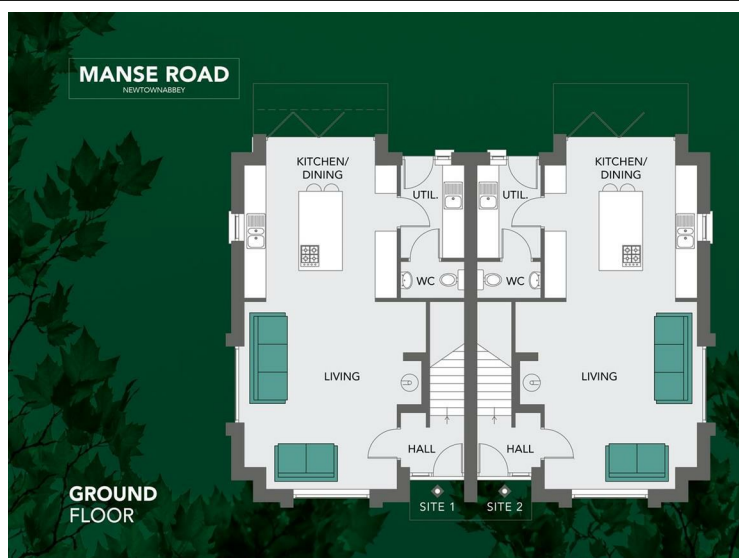 MANSE ROAD
NEWTOWNABBEY
KITCHEN/
DINING
UTIL.
WC
LIVING
HALL
UTIL.
WC
KITCHEN/
DINING
LIVING
HALL
SITE 1
SITE 2
GROUND
FLOOR